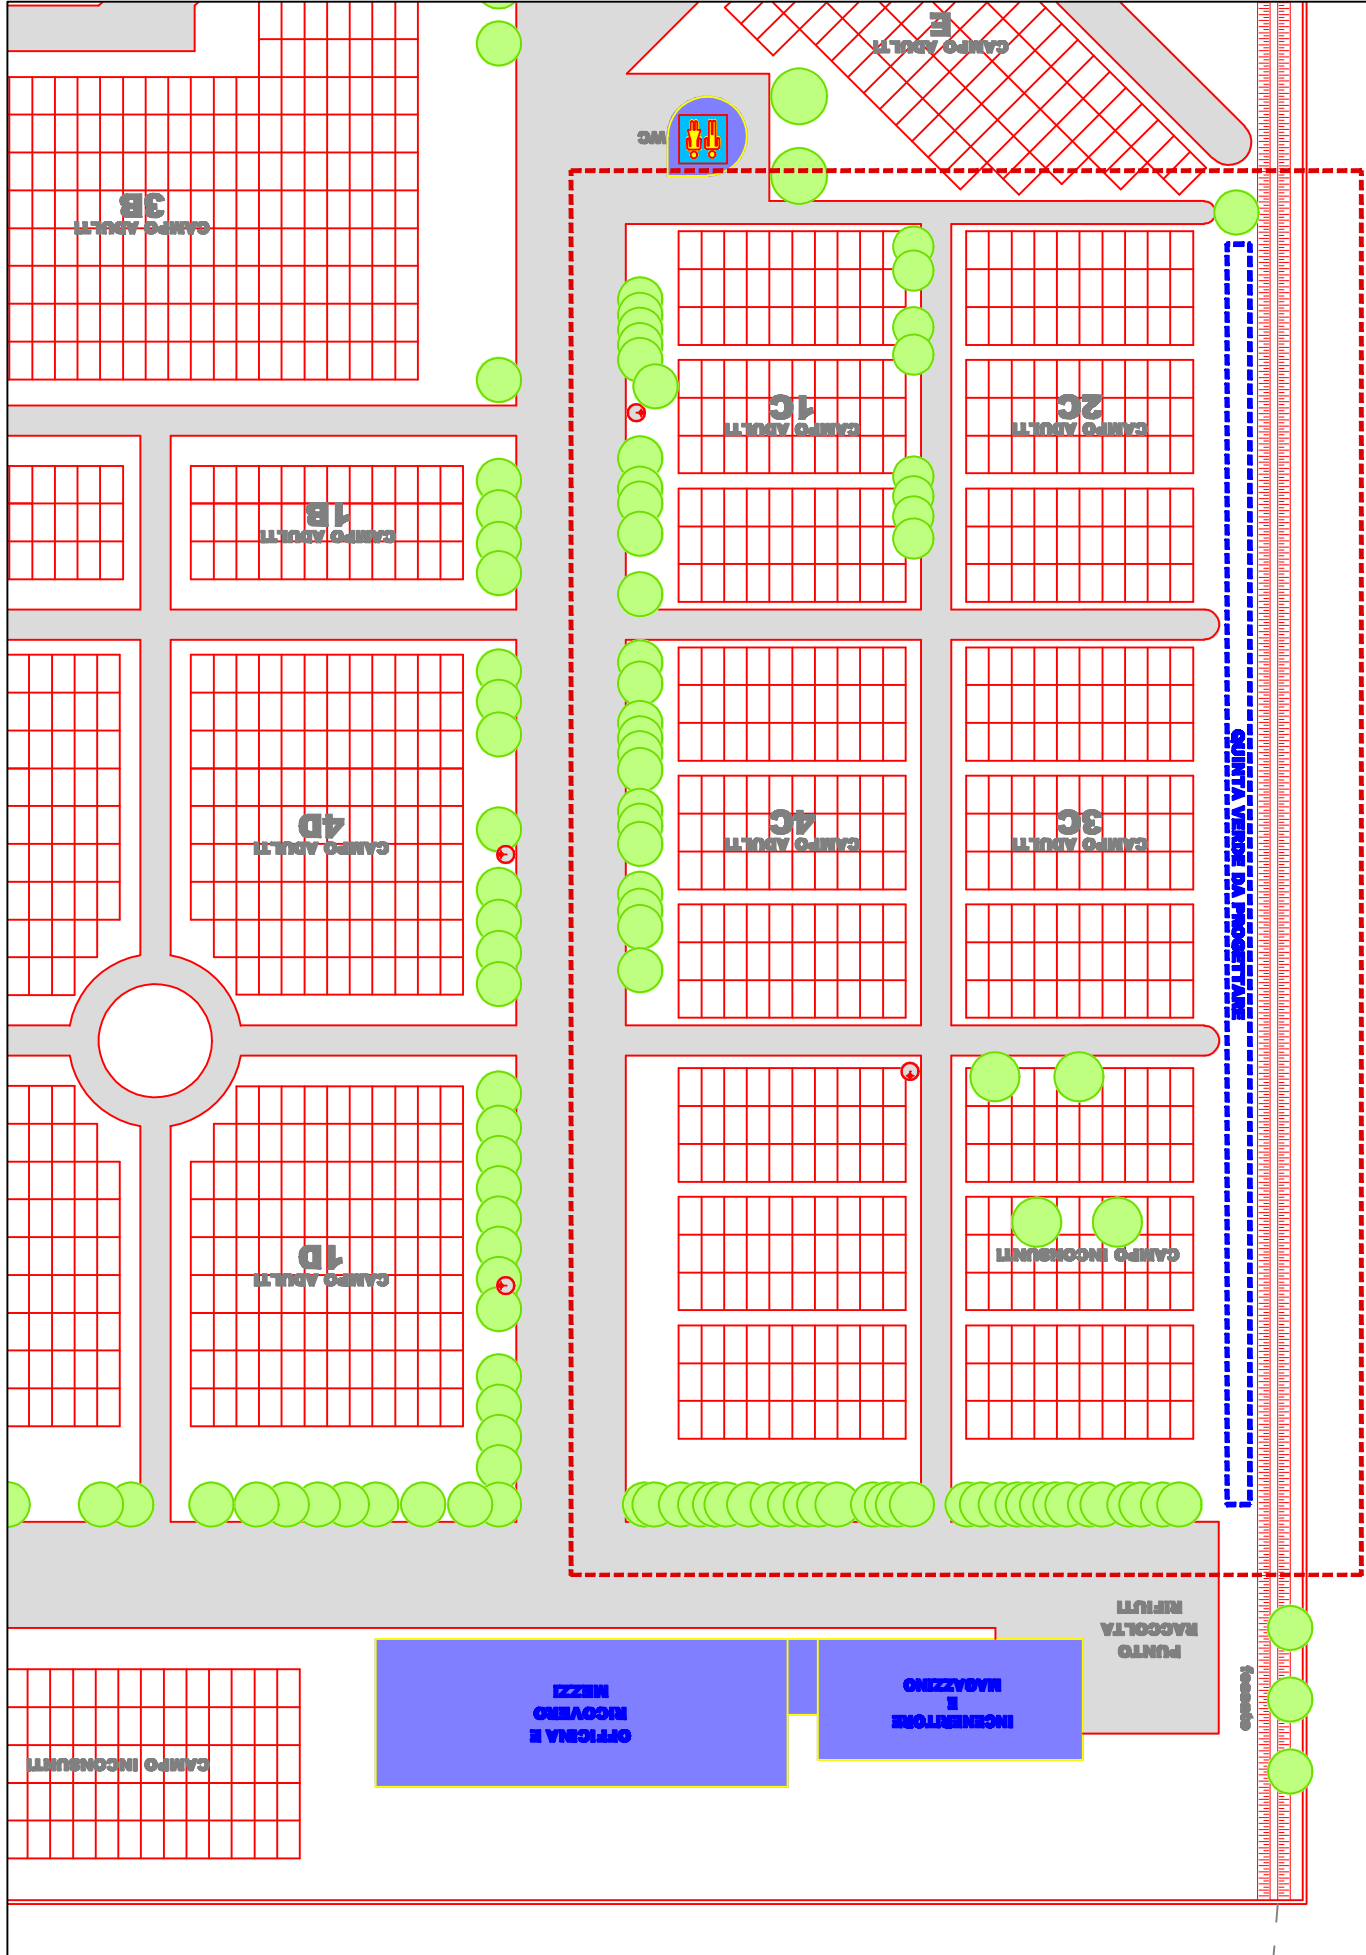 fossato
PUNTO
RACCOLTA
RIFIUTI
INCENERITORE
E
MAGAZZINO
OFFICINA E
RICOVERO
MEZZI
CAMPO INCONSUNTI
QUINTA VERDE DA PROGETTARE
CAMPO INCONSUNTI
CAMPO ADULTI
1D
CAMPO ADULTI
3C
CAMPO ADULTI
4C
CAMPO ADULTI
4D
CAMPO ADULTI
1B
CAMPO ADULTI
2C
CAMPO ADULTI
1C
CAMPO ADULTI
3B
WC
CAMPO ADULTI
E